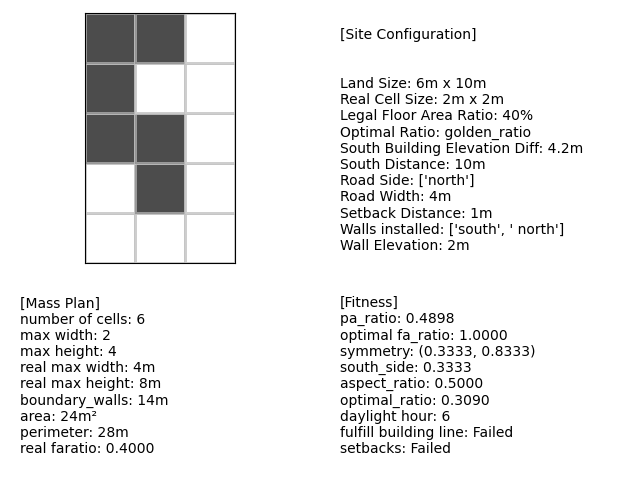 [Site Configuration]
Land Size: 6m x 10m
Real Cell Size: 2m x 2m
Legal Floor Area Ratio: 40%
Optimal Ratio: golden_ratio
South Building Elevation Diff: 4.2m
South Distance: 10m
Road Side: ['north']
Road Width: 4m
Setback Distance: 1m
Walls installed: ['south', ' north']
Wall Elevation: 2m
[Mass Plan]
number of cells: 6
max width: 2
max height: 4
real max width: 4m
real max height: 8m
boundary_walls: 14m
area: 24m²
perimeter: 28m
real faratio: 0.4000
[Fitness]
pa_ratio: 0.4898
optimal fa_ratio: 1.0000
symmetry: (0.3333, 0.8333)
south_side: 0.3333
aspect_ratio: 0.5000
optimal_ratio: 0.3090
daylight hour: 6
fulfill building line: Failed
setbacks: Failed